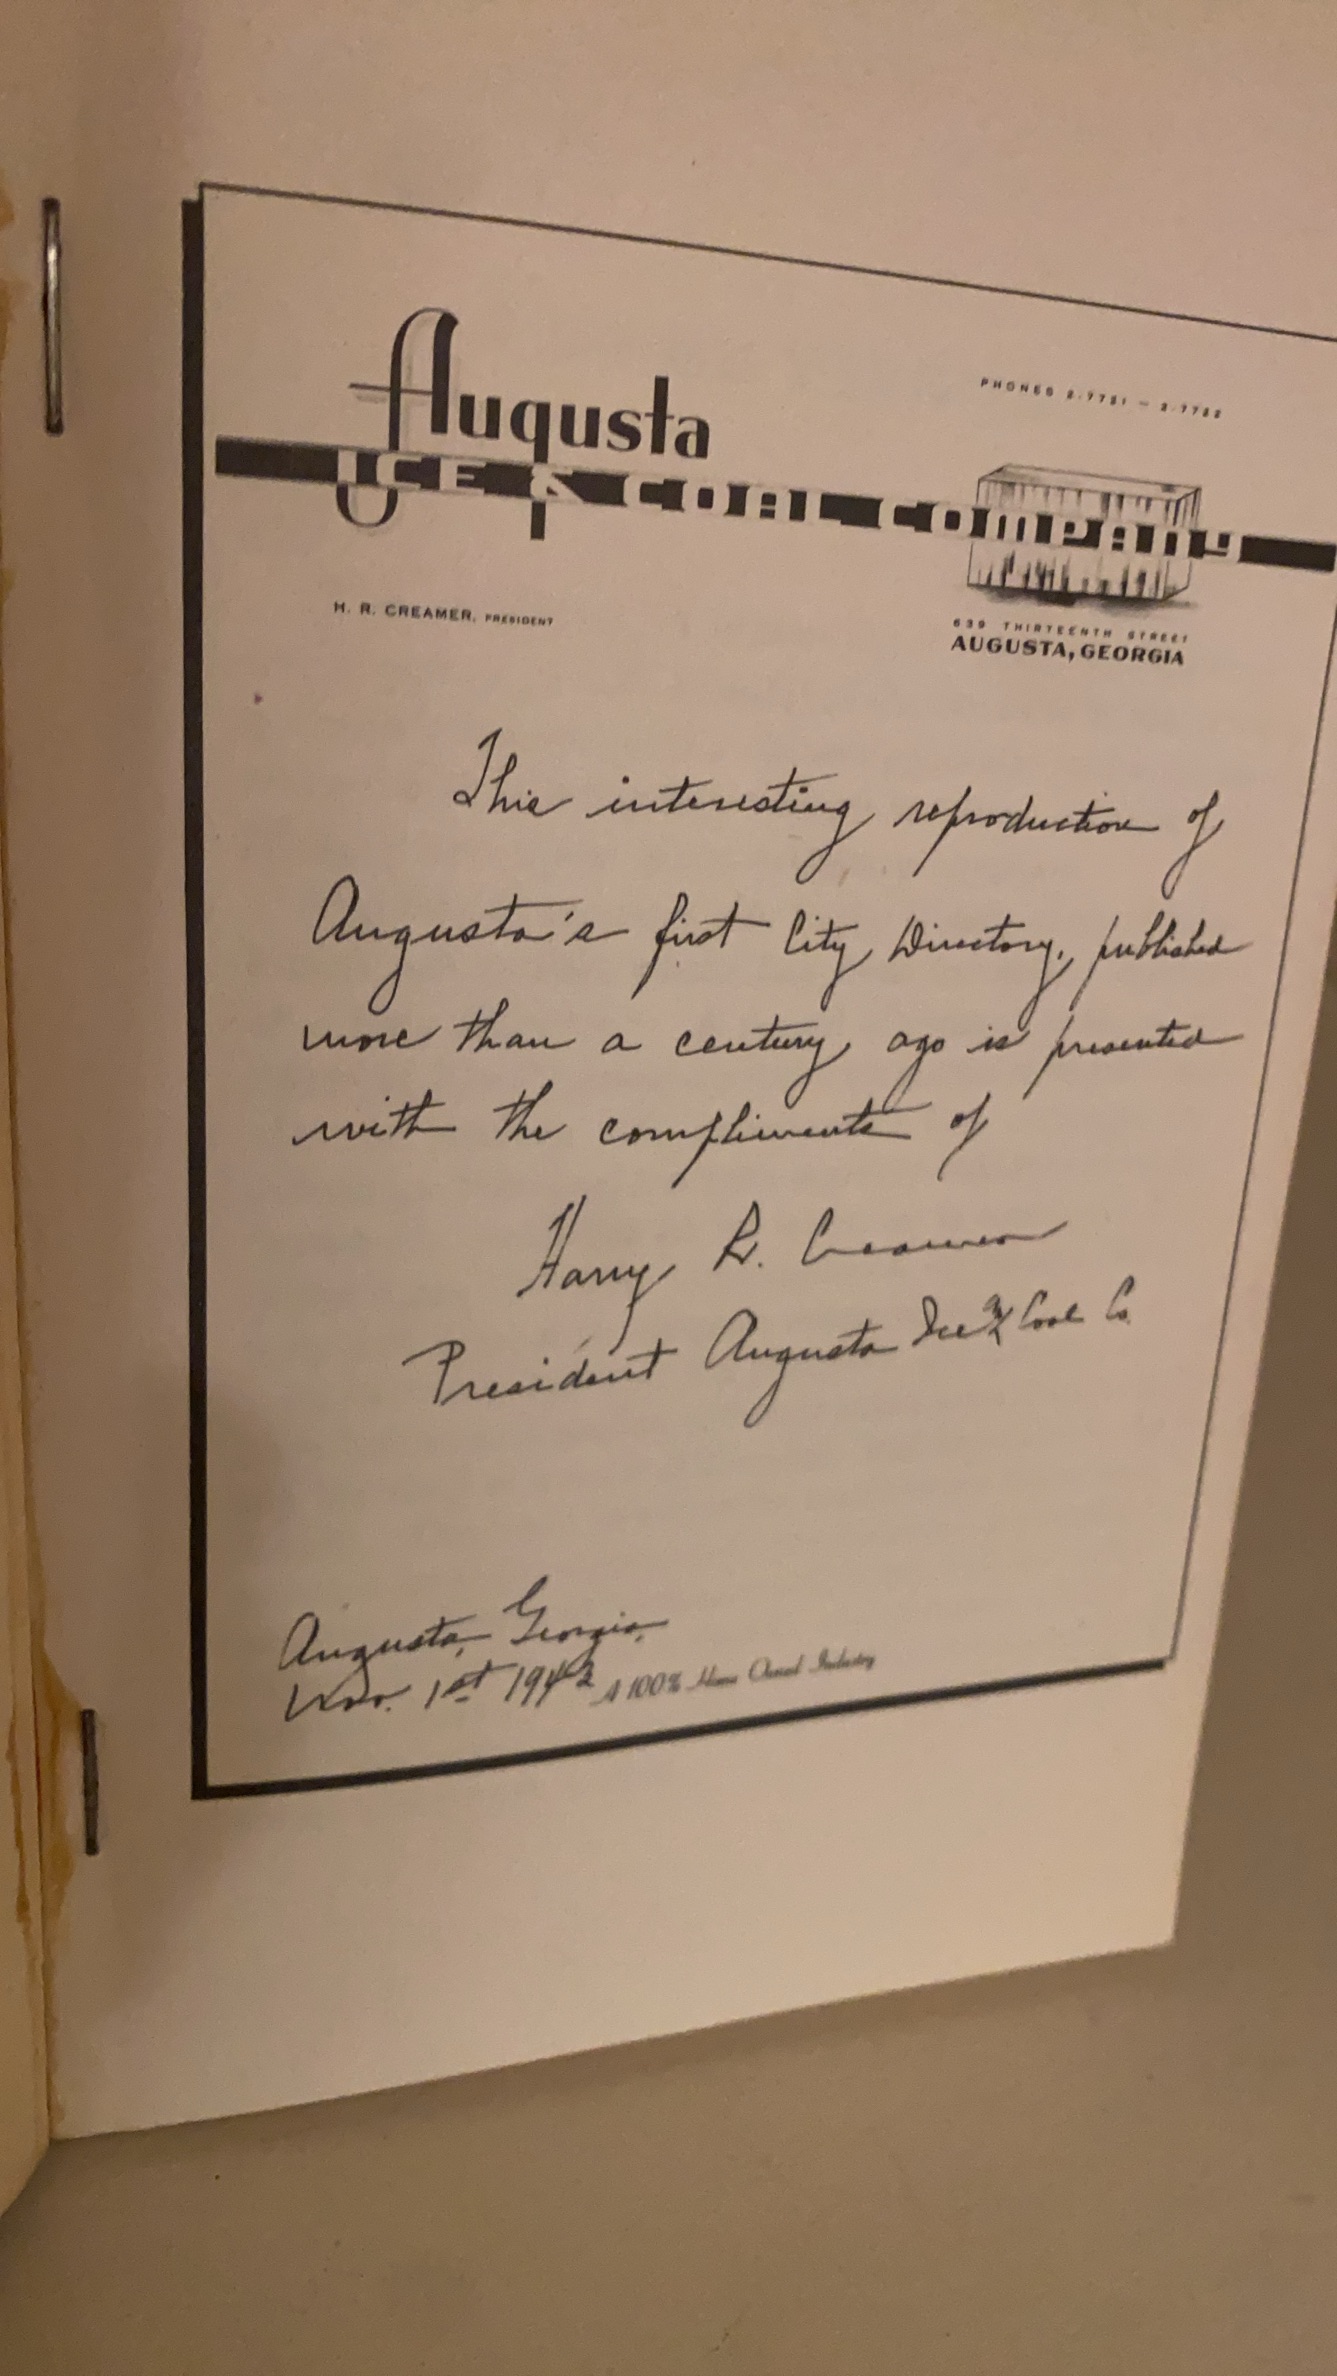 Augusta
PHONES 2-7721 — 2-7722
ICE & COAL COMPANY
H. R. CREAMER, PRESIDENT
639 THIRTEENTH STREET
AUGUSTA, GEORGIA
This interesting reproduction of
Augusta's first City Directory, published
more than a century ago is presented
with the compliments of
Harry R. Creamer
President Augusta Ice & Coal Co.
Augusta, Georgia,
Nov. 1st 1942
A 100% Home Owned Industry